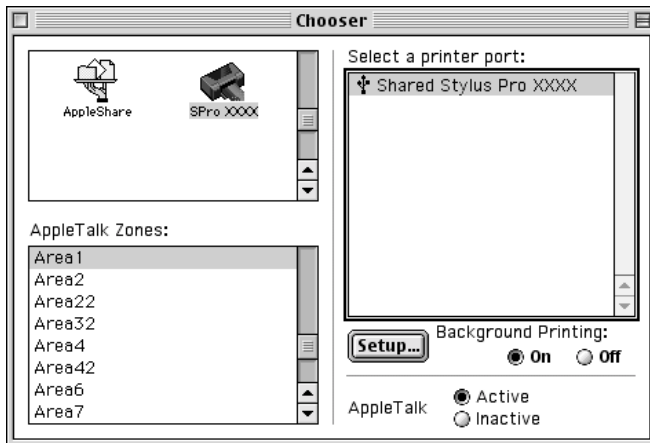 Chooser
AppleShare
SPro XXXX
AppleTalk Zones:
Area1
Area2
Area22
Area32
Area4
Area42
Area6
Area7
Select a printer port:
Shared Stylus Pro XXXX
Setup...
Background Printing:
On Off
AppleTalk
Active
Inactive